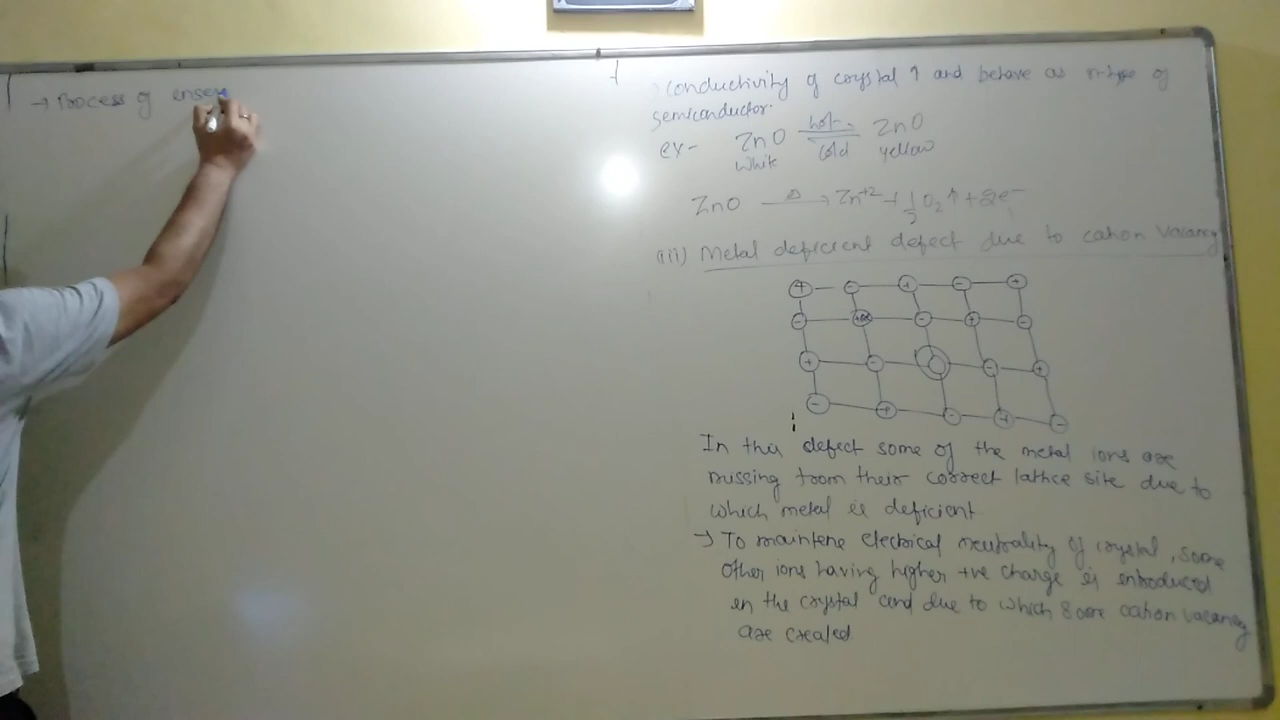 → Process of enser
conductivity of crystal ↑ and behave as n-type of
semiconductor.
ex- ZnO hot ZnO
white cold yellow
ZnO Δ→ Zn+2 + 1/2 O2 ↑ + 2e-
(iii) Metal deficient defect due to cation vacancy
+ - + - +
- - + -
+ - - +
- + - + -
In this defect some of the metal ions are
missing from their correct lattice site due to
which metal is deficient
→ To maintene electrical neutrality of crystal, some
other ions having higher +ve charge is introduced
in the crystal and due to which some cation vacancy
are created